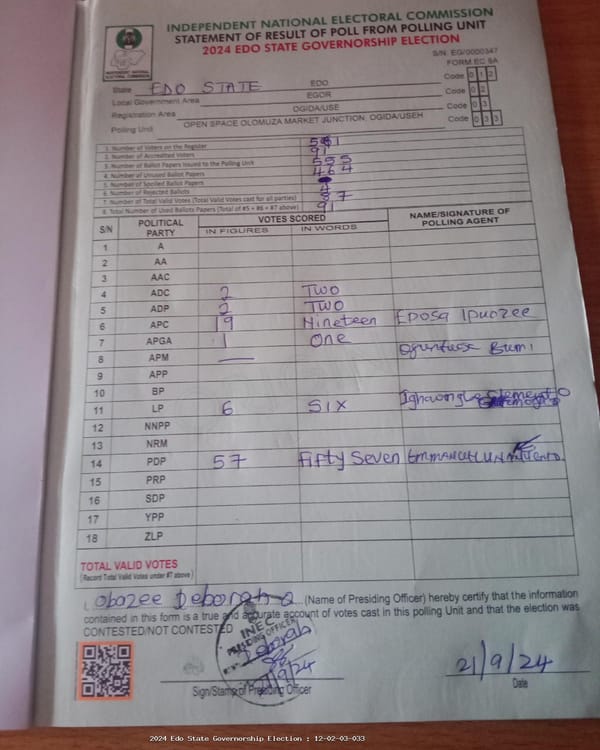 INDEPENDENT NATIONAL ELECTORAL COMMISSION
STATEMENT OF RESULT OF POLL FROM POLLING UNIT
2024 EDO STATE GOVERNORSHIP ELECTION
S/N. EG/0000347
FORM EC 8A
INDEPENDENT NATIONAL ELECTORAL COMMISSION
State EDO STATE EDO Code 0 1 2
Local Government Area EGOR Code 0 2
Registration Area OGIDA/USE Code 0 3
Polling Unit OPEN SPACE OLOMUZA MARKET JUNCTION, OGIDA/USEH Code 0 3 3
1. Number of Voters on the Register
2. Number of Accredited Voters 91
3. Number of Ballot Papers Issued to the Polling Unit 555
4. Number of Unused Ballot Papers 464
5. Number of Spoiled Ballot Papers
6. Number of Rejected Ballots 4
7. Number of Total Valid Votes (Total Valid Votes cast for all parties) 87
8. Total Number of Used Ballots Papers (Total of #5 + #6 + #7 above) 91
S/N POLITICAL PARTY VOTES SCORED NAME/SIGNATURE OF POLLING AGENT
IN FIGURES IN WORDS
1 A
2 AA
3 AAC
4 ADC 2 TWO
5 ADP 2 TWO
6 APC 19 Nineteen EDOSA
7 APGA 1 One
8 APM — Bumi
9 APP
10 BP
11 LP 6 SIX
12 NNPP
13 NRM
14 PDP 57 Fifty Seven EMMANUEL
15 PRP
16 SDP
17 YPP
18 ZLP
TOTAL VALID VOTES
(Record Total Valid Votes under #7 above)
I, Obazee Deborah O (Name of Presiding Officer) hereby certify that the information
contained in this form is a true and accurate account of votes cast in this polling Unit and that the election was
CONTESTED/NOT CONTESTED
INEC
PRESIDING OFFICER
Deborah
21/9/24
Sign/Stamp of Presiding Officer
21/9/24
Date
2024 Edo State Governorship Election : 12-02-03-033